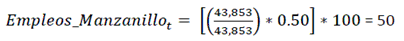 Empleos_Manzanillo_t = [(43,853/43,853) * 0.50] * 100 = 50